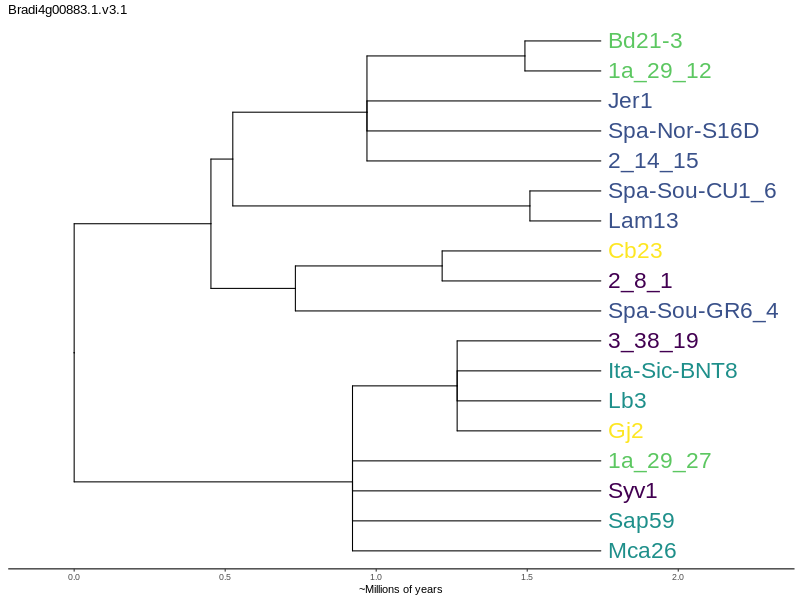 Bradi4g00883.1.v3.1
Bd21-3
1a_29_12
Jer1
Spa-Nor-S16D
2_14_15
Spa-Sou-CU1_6
Lam13
Cb23
2_8_1
Spa-Sou-GR6_4
3_38_19
Ita-Sic-BNT8
Lb3
Gj2
1a_29_27
Syv1
Sap59
Mca26
0.0 0.5 1.0 1.5 2.0
~Millions of years